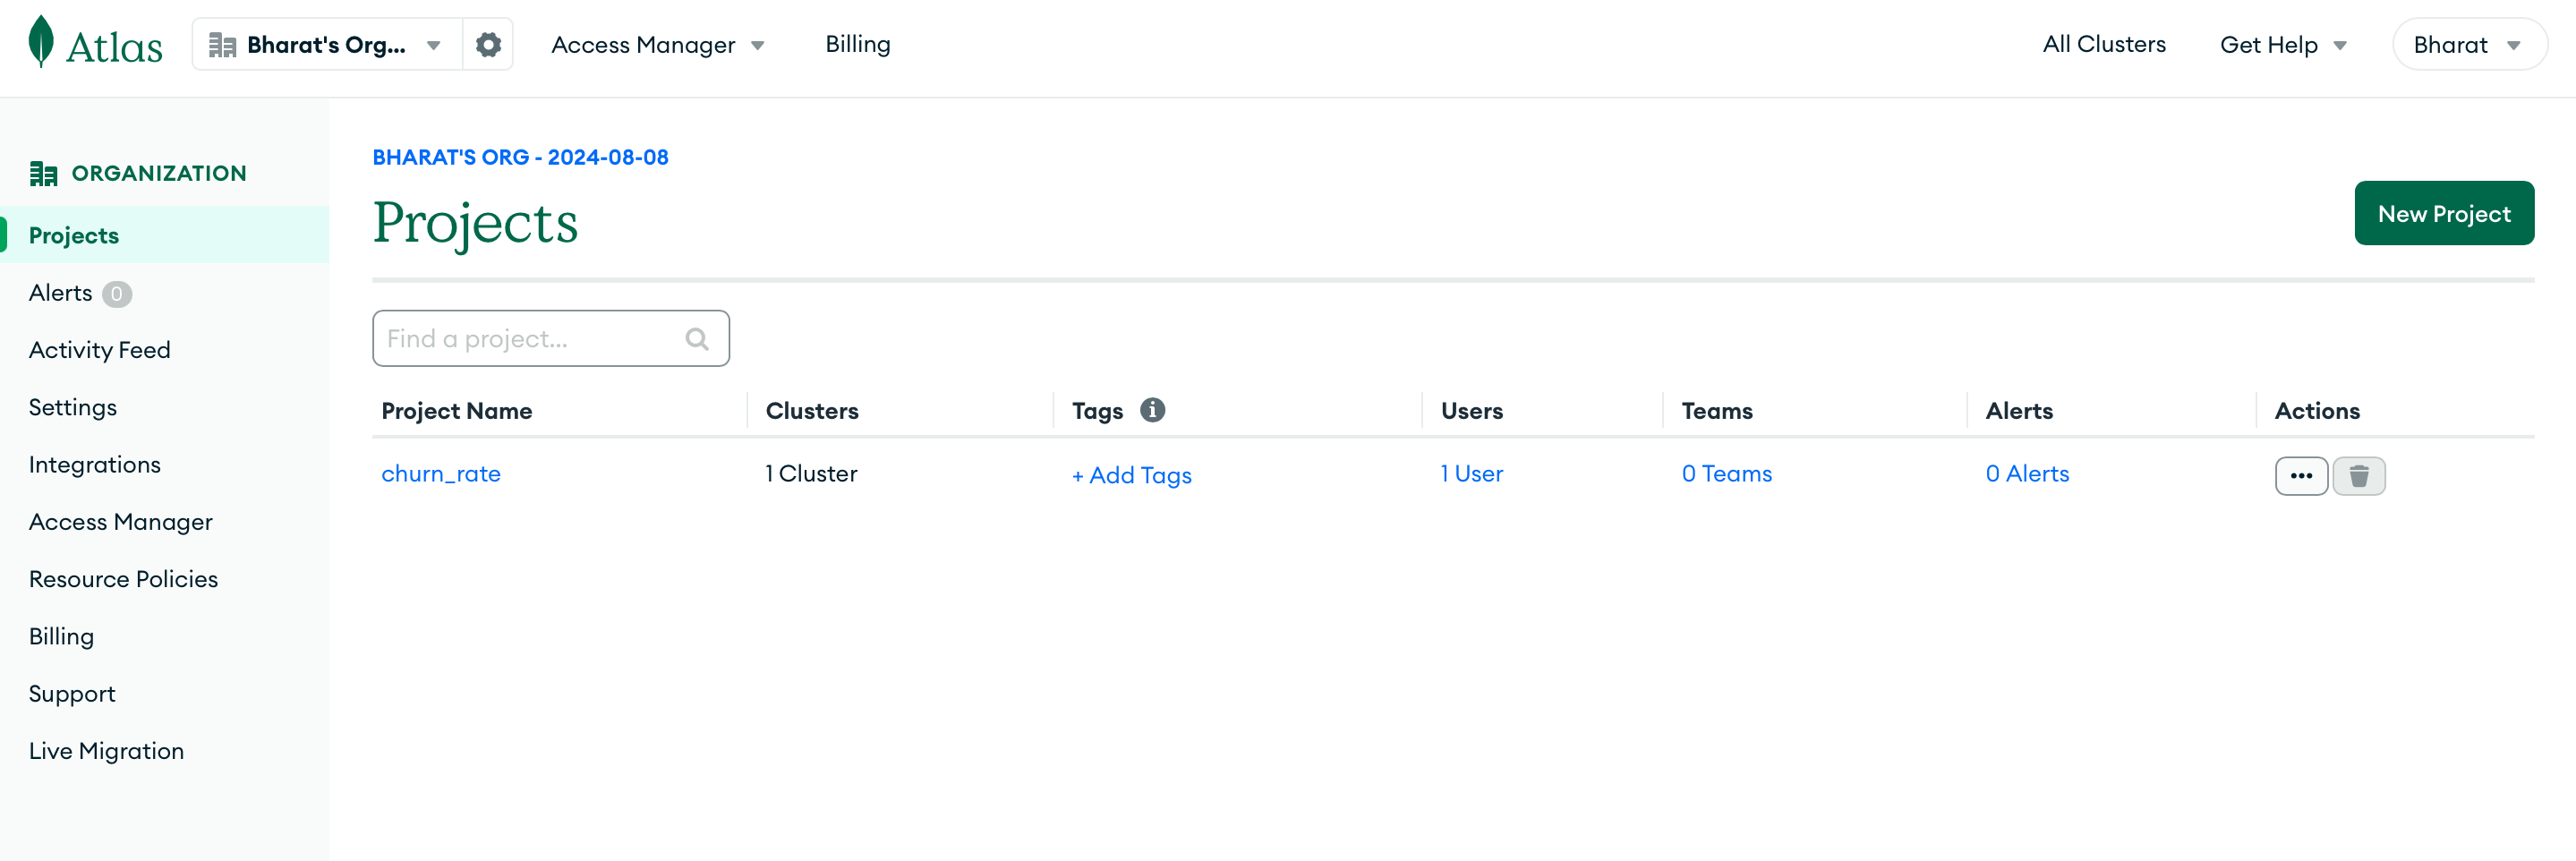 Atlas
Bharat's Org...
Access Manager
Billing
All Clusters
Get Help
Bharat
ORGANIZATION
Projects
Alerts 0
Activity Feed
Settings
Integrations
Access Manager
Resource Policies
Billing
Support
Live Migration
BHARAT'S ORG - 2024-08-08
Projects
New Project
Find a project...
Project Name Clusters Tags Users Teams Alerts Actions
churn_rate 1 Cluster + Add Tags 1 User 0 Teams 0 Alerts